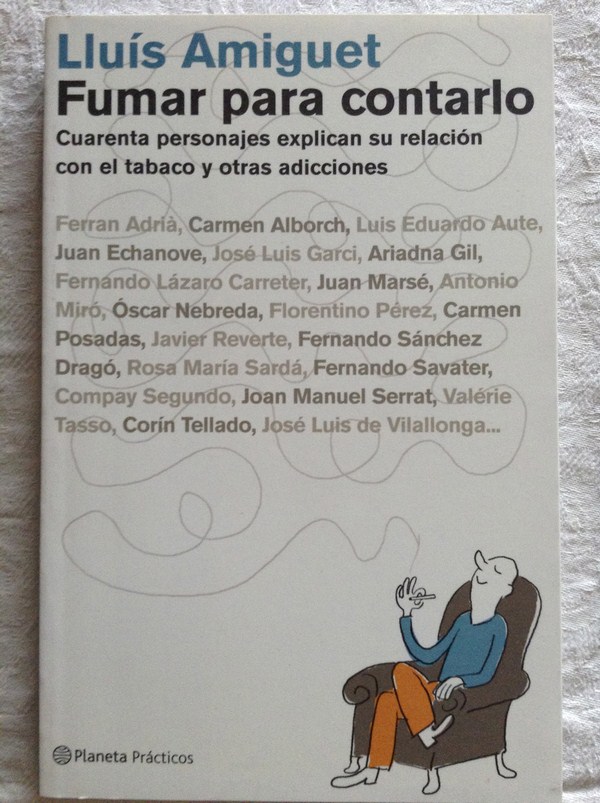 Lluís Amiguet
Fumar para contarlo
Cuarenta personajes explican su relación
con el tabaco y otras adicciones
Ferran Adrià, Carmen Alborch, Luis Eduardo Aute,
Juan Echanove, José Luis Garci, Ariadna Gil,
Fernando Lázaro Carreter, Juan Marsé, Antonio
Miró, Óscar Nebreda, Florentino Pérez, Carmen
Posadas, Javier Reverte, Fernando Sánchez
Dragó, Rosa María Sardá, Fernando Savater,
Compay Segundo, Joan Manuel Serrat, Valérie
Tasso, Corín Tellado, José Luis de Vilallonga...
Planeta Prácticos